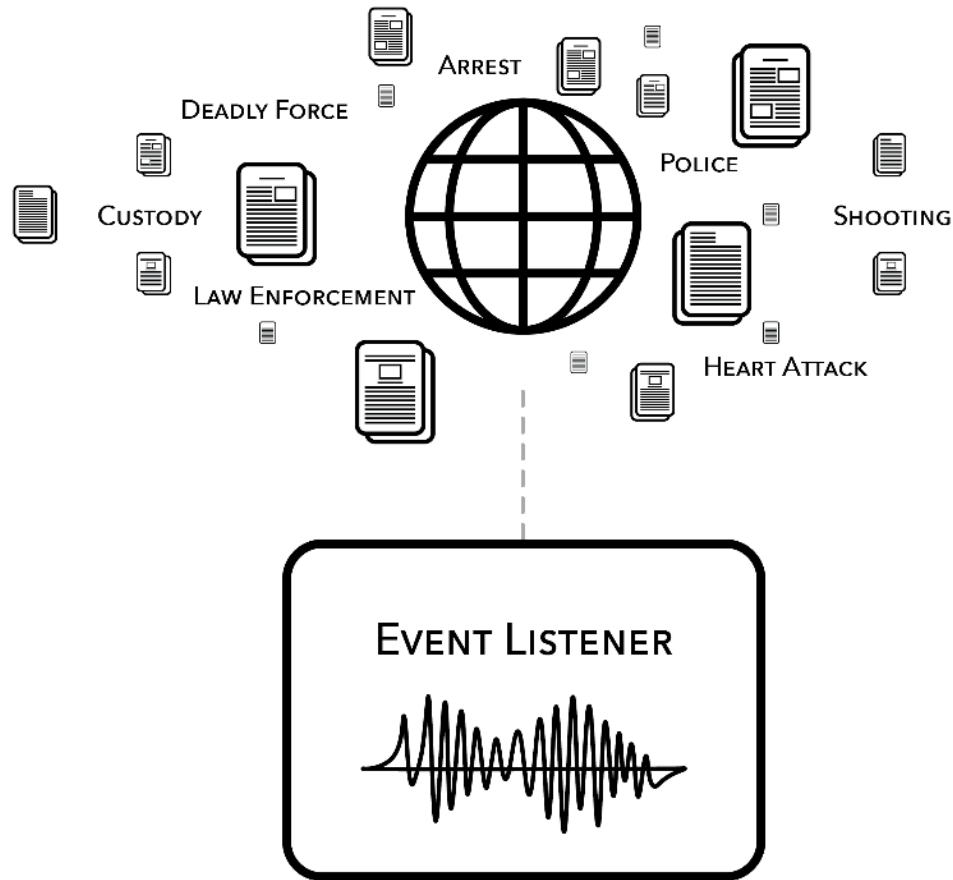 Arrest
Deadly Force
Police
Custody
Shooting
Law Enforcement
Heart Attack
Event Listener